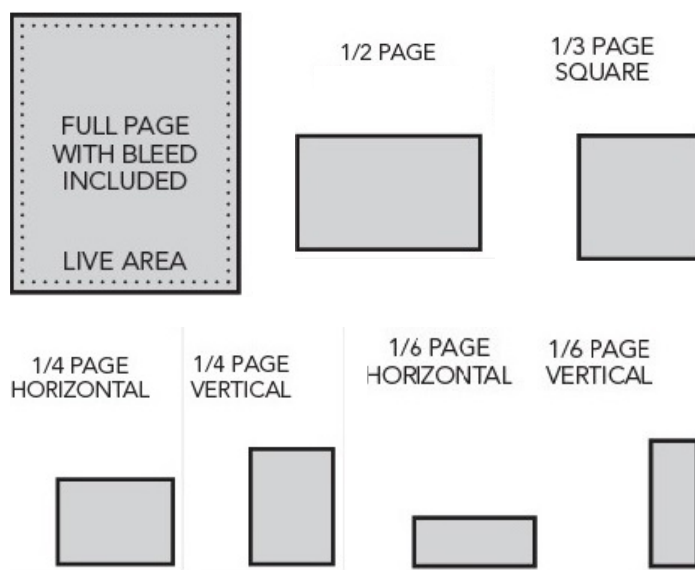 FULL PAGE
WITH BLEED
INCLUDED
LIVE AREA
1/2 PAGE
1/3 PAGE
SQUARE
1/4 PAGE
HORIZONTAL
1/4 PAGE
VERTICAL
1/6 PAGE
HORIZONTAL
1/6 PAGE
VERTICAL